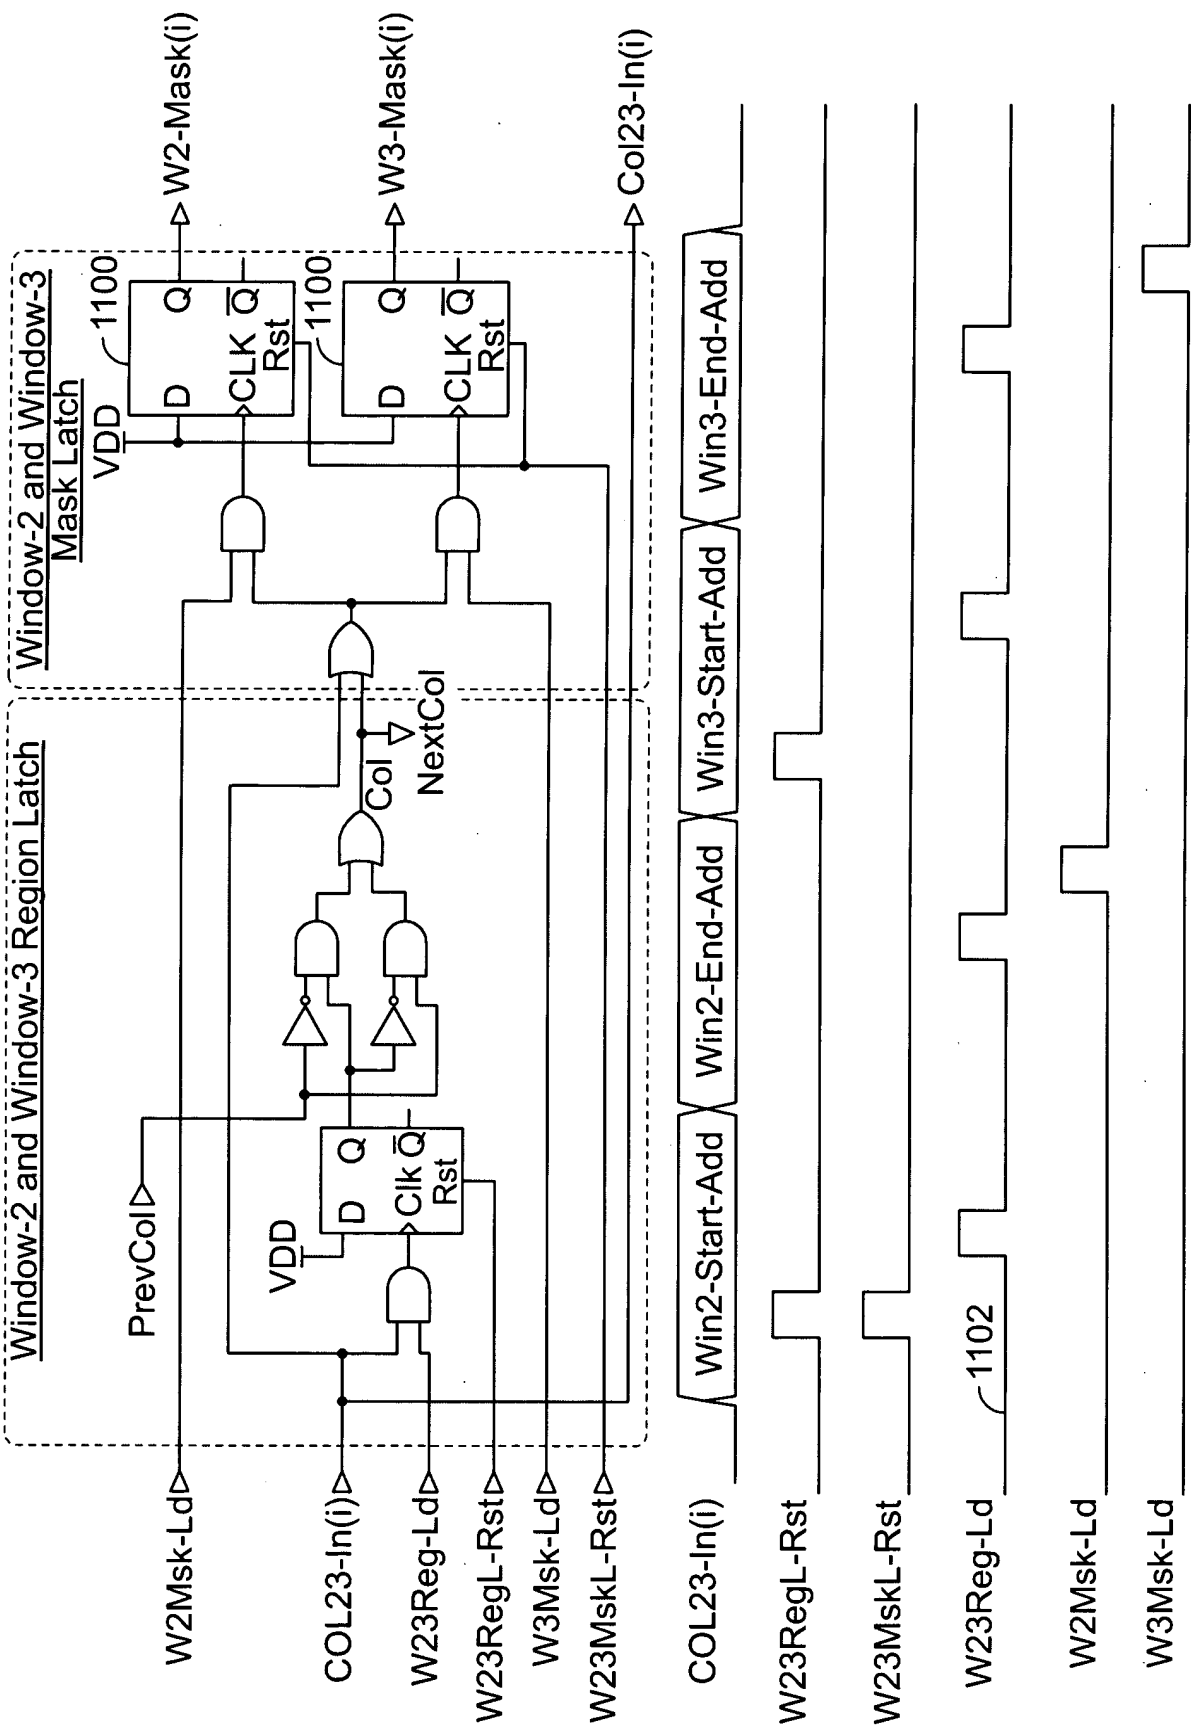 Window-2 and Window-3 Region Latch
Window-2 and Window-3
Mask Latch
PrevCol
VDD
D
Q
Clk
Q
Rst
Col
NextCol
VDD
1100
D
Q
CLK
Q
Rst
1100
D
Q
CLK
Q
Rst
W2-Mask(i)
W3-Mask(i)
Col23-In(i)
W2Msk-Ld
COL23-In(i)
W23Reg-Ld
W23RegL-Rst
W3Msk-Ld
W23MskL-Rst
COL23-In(i)
Win2-Start-Add
Win2-End-Add
Win3-Start-Add
Win3-End-Add
W23RegL-Rst
W23MskL-Rst
W23Reg-Ld
1102
W2Msk-Ld
W3Msk-Ld